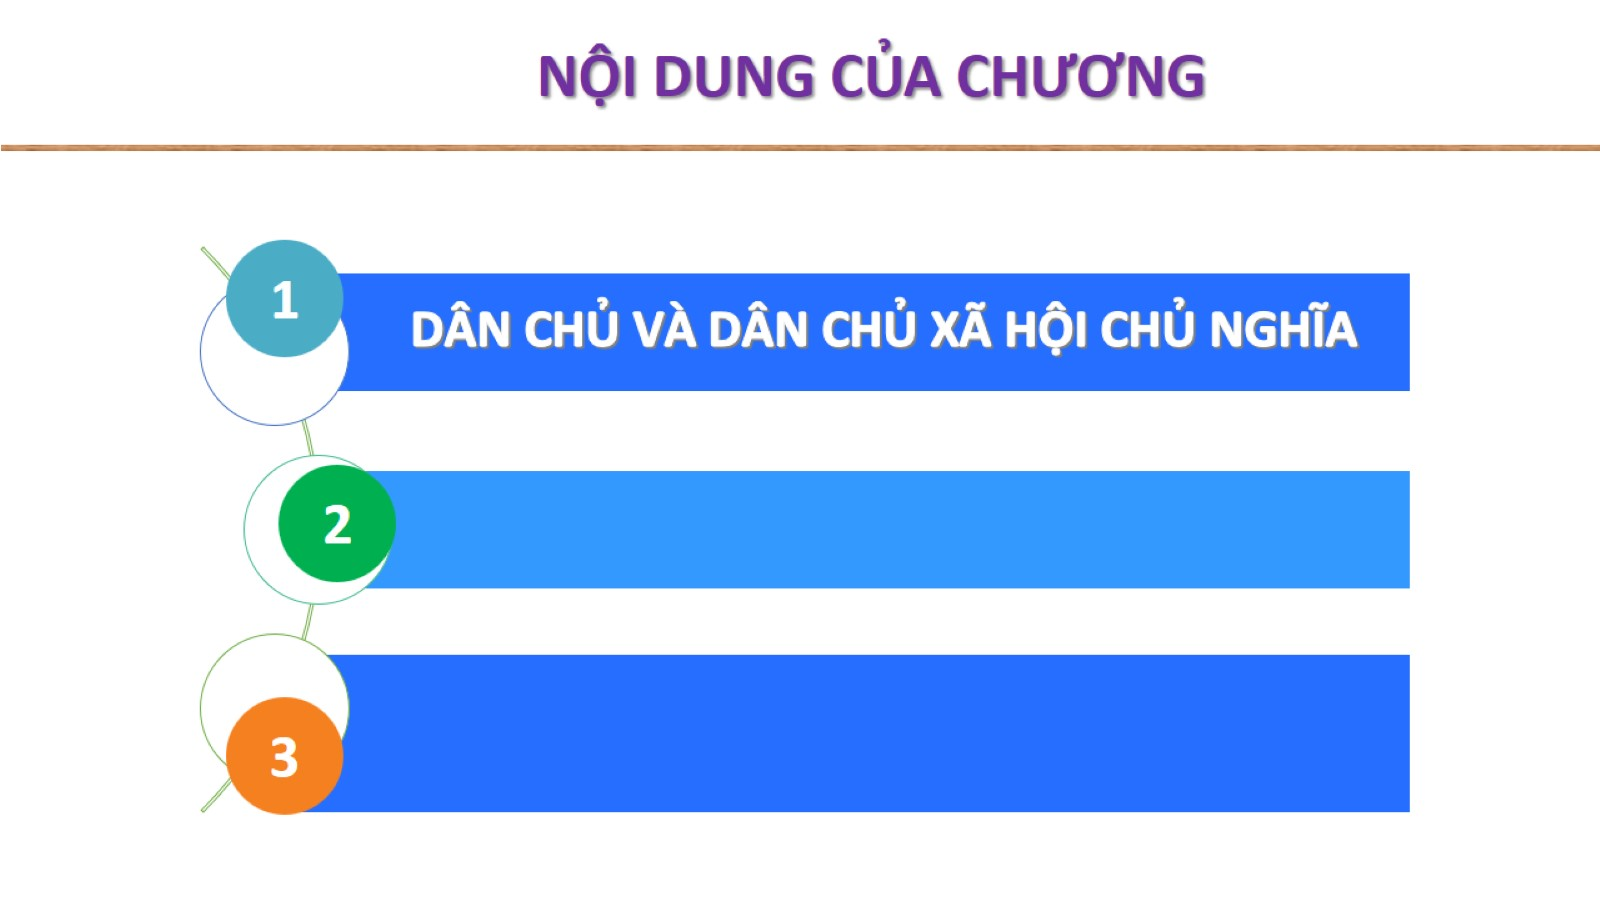 NỘI DUNG CỦA CHƯƠNG
1
DÂN CHỦ VÀ DÂN CHỦ XÃ HỘI CHỦ NGHĨA
2
3